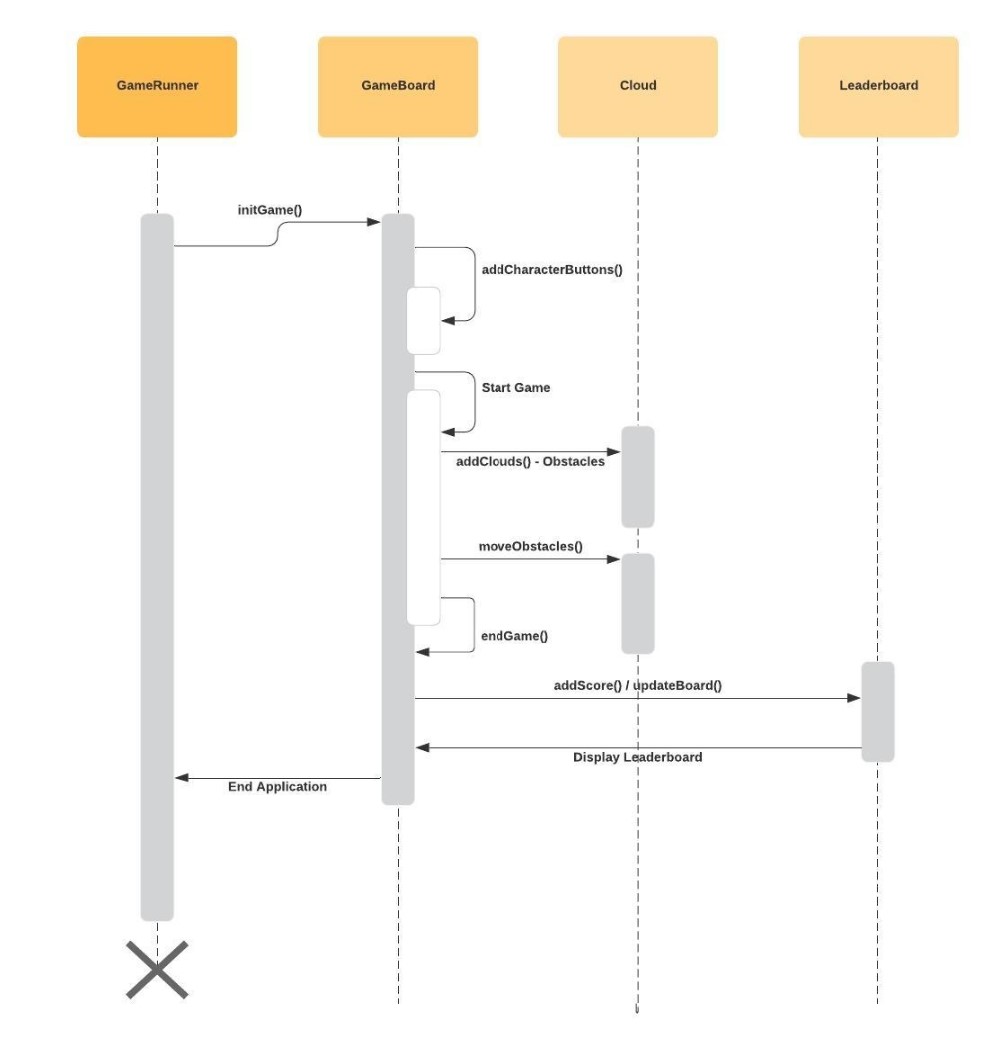 GameRunner
GameBoard
Cloud
Leaderboard
initGame()
addCharacterButtons()
Start Game
addClouds() - Obstacles
moveObstacles()
endGame()
addScore() / updateBoard()
Display Leaderboard
End Application